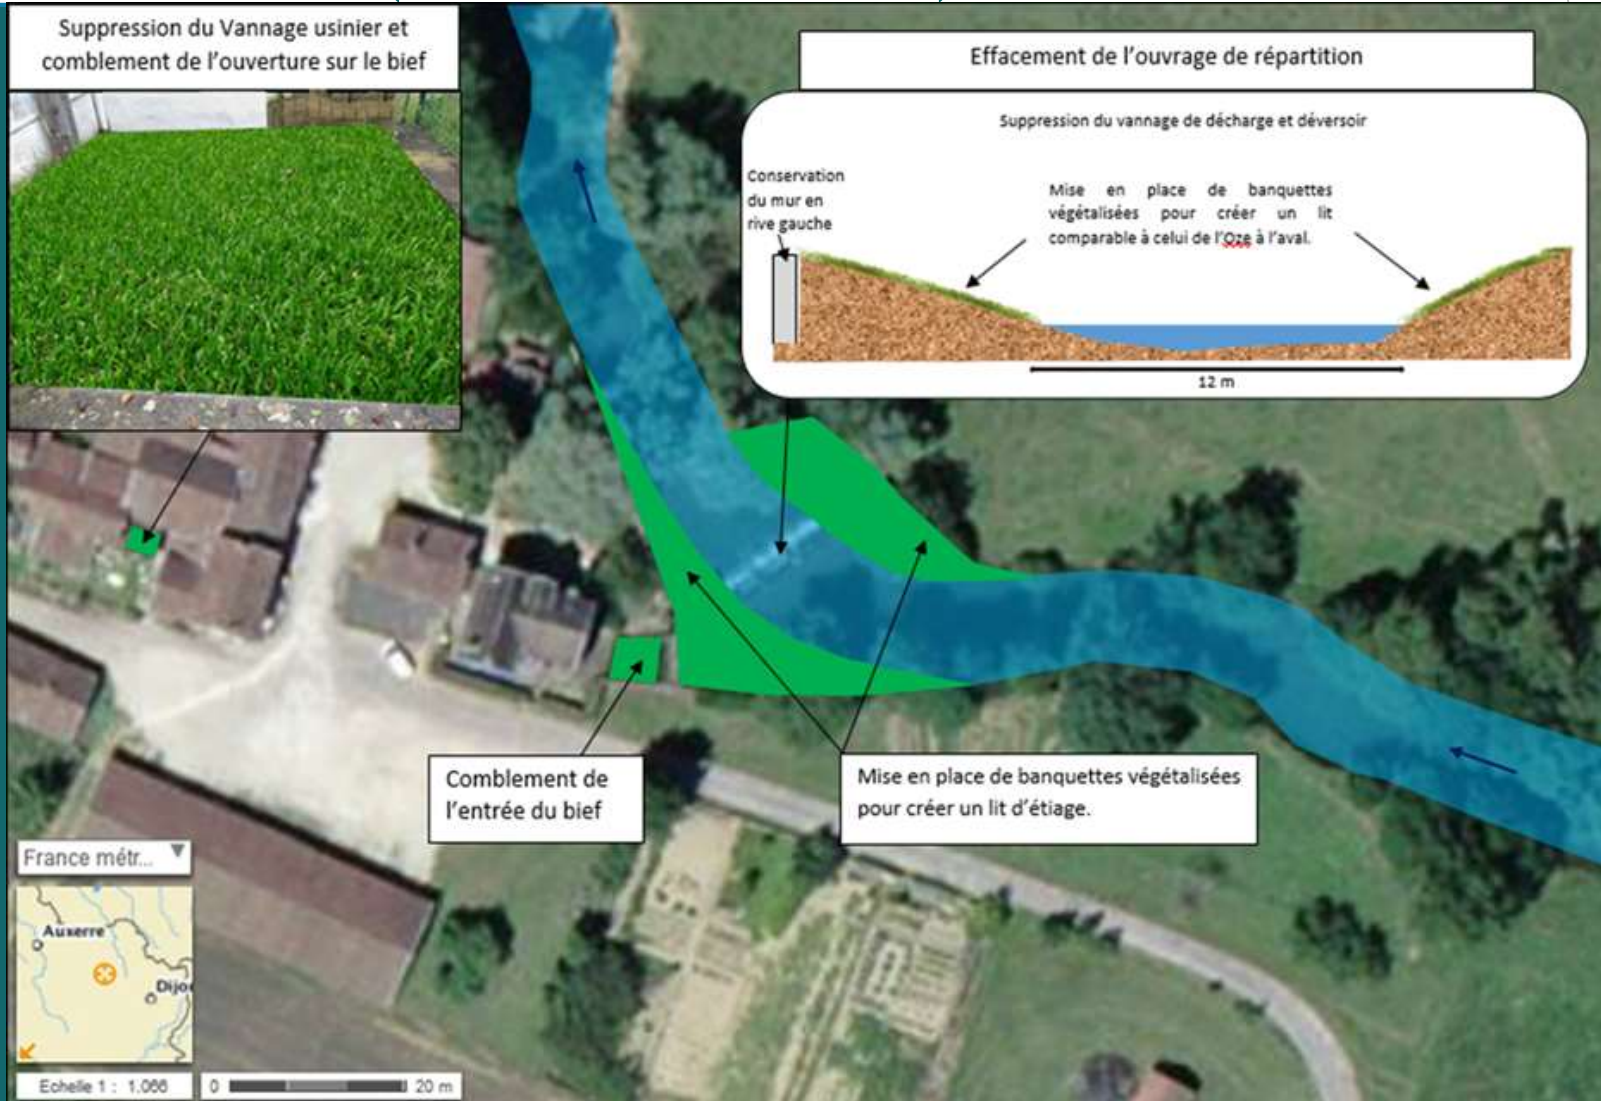 Suppression du Vannage usinier et
comblement de l'ouverture sur le bief
Effacement de l'ouvrage de répartition
Suppression du vannage de décharge et déversoir
Conservation
du mur en
rive gauche
Mise en place de banquettes
végétalisées pour créer un lit
comparable à celui de l'Oze à l'aval.
12 m
Comblement de
l'entrée du bief
Mise en place de banquettes végétalisées
pour créer un lit d'étiage.
France métr...
Auxerre
Dijo
Echelle 1 : 1.066
0 20 m